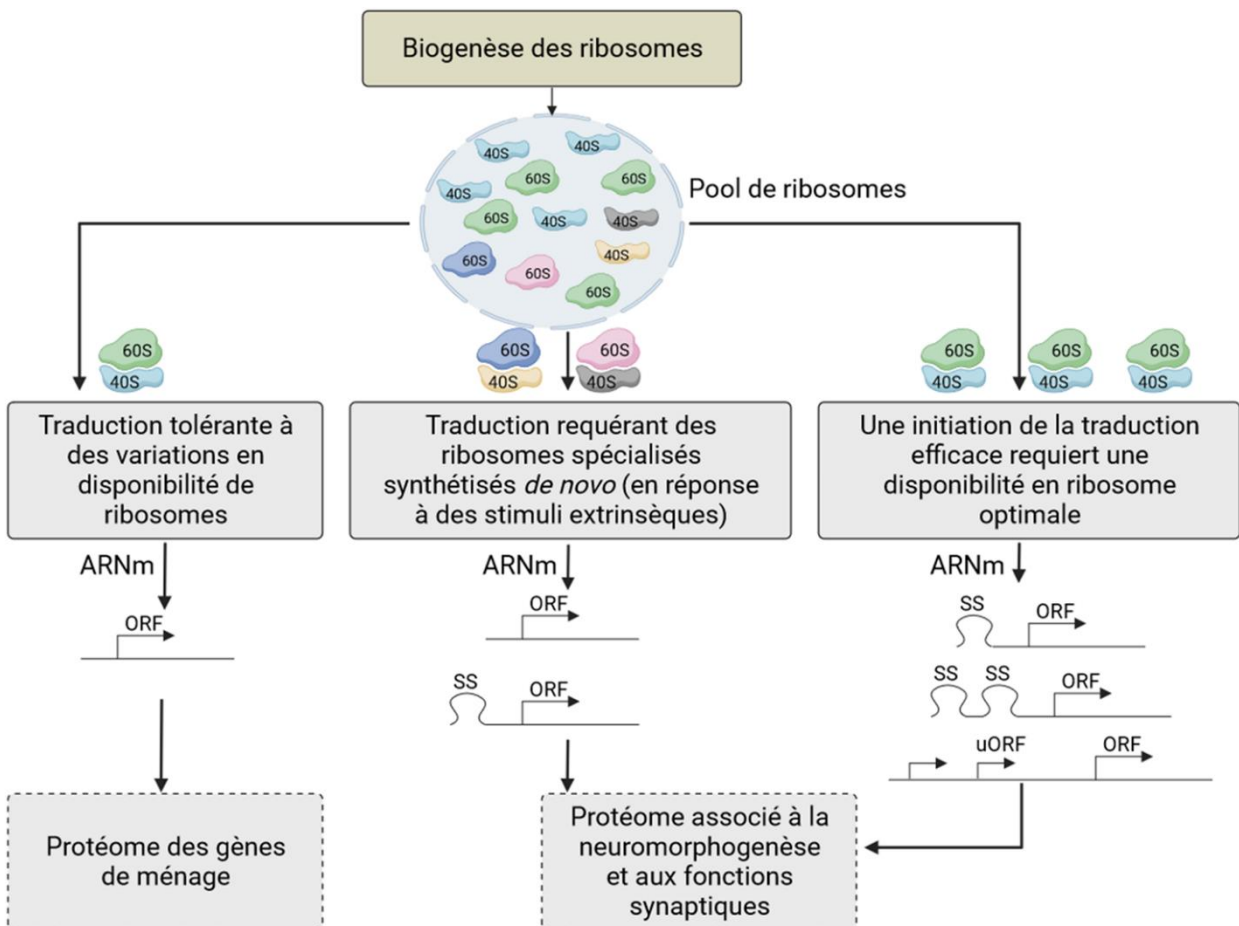 Biogenèse des ribosomes
40S
40S
60S
60S
40S
60S
40S
40S
40S
60S
60S
60S
Pool de ribosomes
60S
40S
60S
40S
60S
40S
60S
40S
60S
40S
60S
40S
Traduction tolérante à
des variations en
disponibilité de
ribosomes
Traduction requérant des
ribosomes spécialisés
synthétisés de novo (en réponse
à des stimuli extrinsèques)
Une initiation de la traduction
efficace requiert une
disponibilité en ribosome
optimale
ARNm
ORF
ARNm
ORF
SS
ORF
ARNm
SS
ORF
SS
SS
ORF
uORF
ORF
Protéome des gènes
de ménage
Protéome associé à la
neuromorphogenèse
et aux fonctions
synaptiques